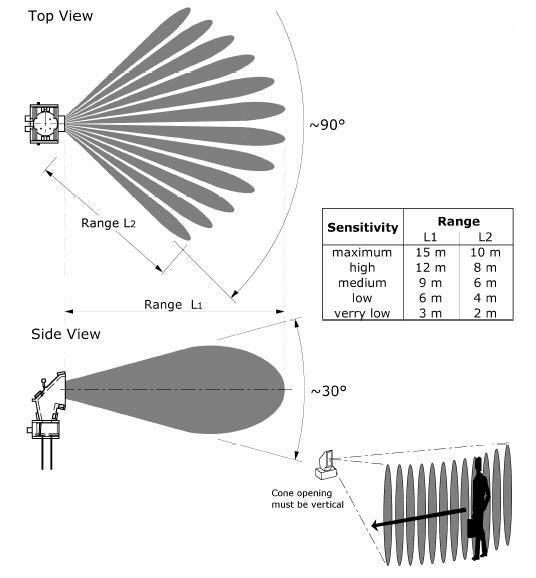 Top View
~90°
Range L2
Sensitivity Range
L1 L2
maximum 15 m 10 m
high 12 m 8 m
medium 9 m 6 m
low 6 m 4 m
verry low 3 m 2 m
Range L1
Side View
~30°
Cone opening
must be vertical